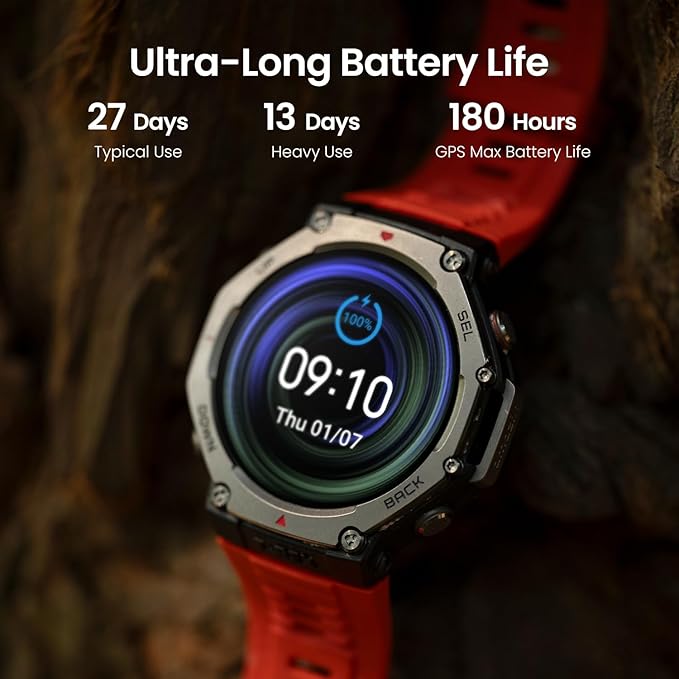 Ultra-Long Battery Life
27 Days
Typical Use
13 Days
Heavy Use
180 Hours
GPS Max Battery Life
UP
SEL
100%
09:10
Thu 01/07
DOWN
BACK